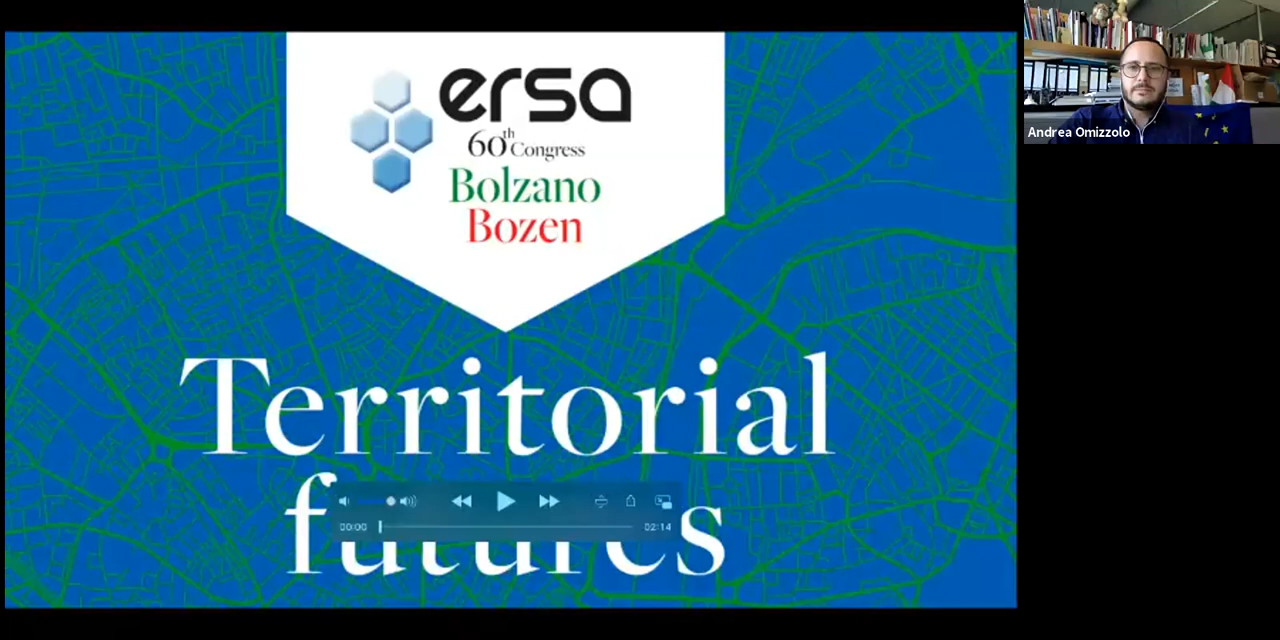 ersa
60th Congress
Bolzano
Bozen
Territorial
futures
00:00
02:14
Andrea Omizzolo